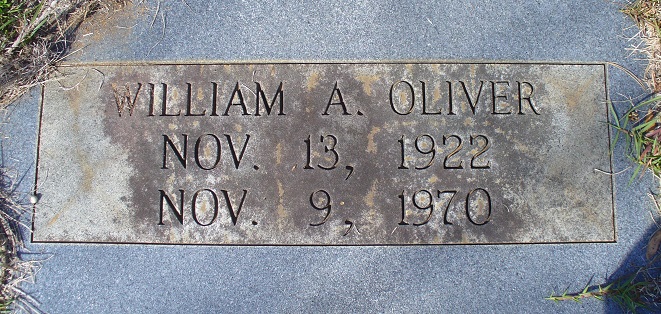 WILLIAM A. OLIVER
NOV. 13, 1922
NOV. 9, 1970